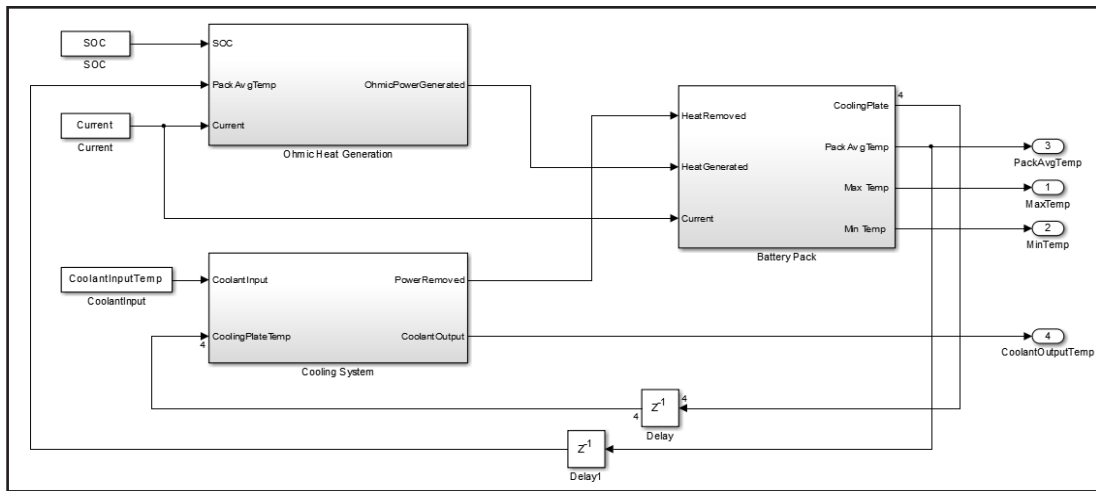 SOC
SOC
SOC
PackAvgTemp
OhmicPowerGenerated
Current
Current
Current
Ohmic Heat Generation
4
CoolingPlate
HeatRemoved
PackAvgTemp
3
PackAvgTemp
HeatGenerated
Max Temp
1
MaxTemp
Current
Min Temp
2
MinTemp
Battery Pack
CoolantInputTemp
CoolantInput
CoolantInput
PowerRemoved
CoolingPlateTemp
4
CoolantOutput
4
CoolantOutputTemp
Cooling System
Z-1
4
4
Delay
Z-1
Delay1